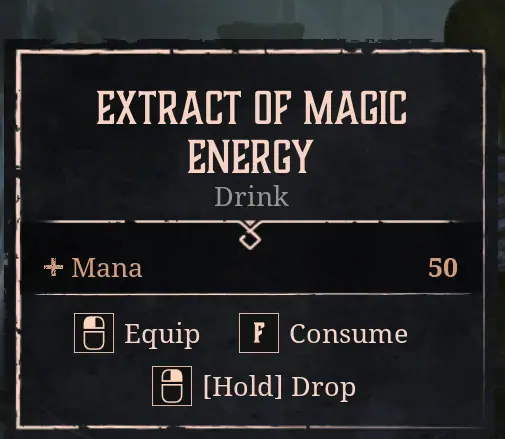 EXTRACT OF MAGIC
ENERGY
Drink
Mana 50
Equip F Consume
[Hold] Drop